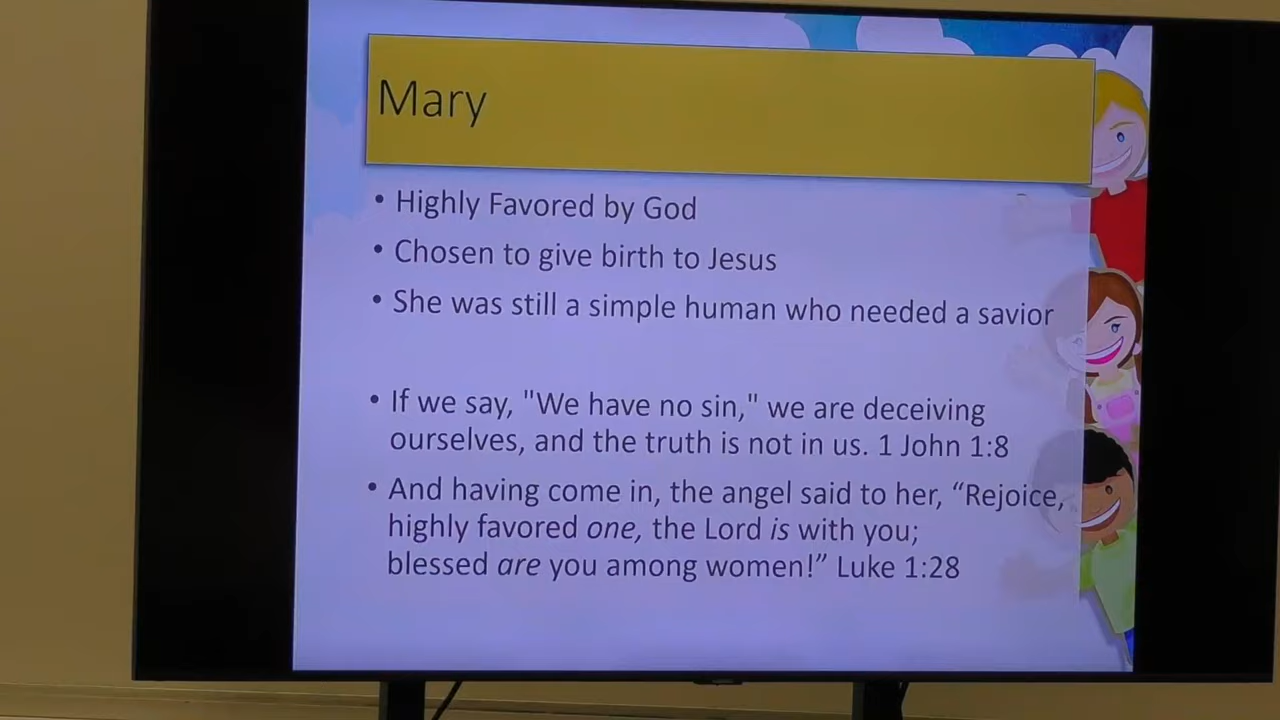 Mary
• Highly Favored by God
• Chosen to give birth to Jesus
• She was still a simple human who needed a savior
• If we say, "We have no sin," we are deceiving
ourselves, and the truth is not in us. 1 John 1:8
• And having come in, the angel said to her, “Rejoice,
highly favored one, the Lord is with you;
blessed are you among women!” Luke 1:28